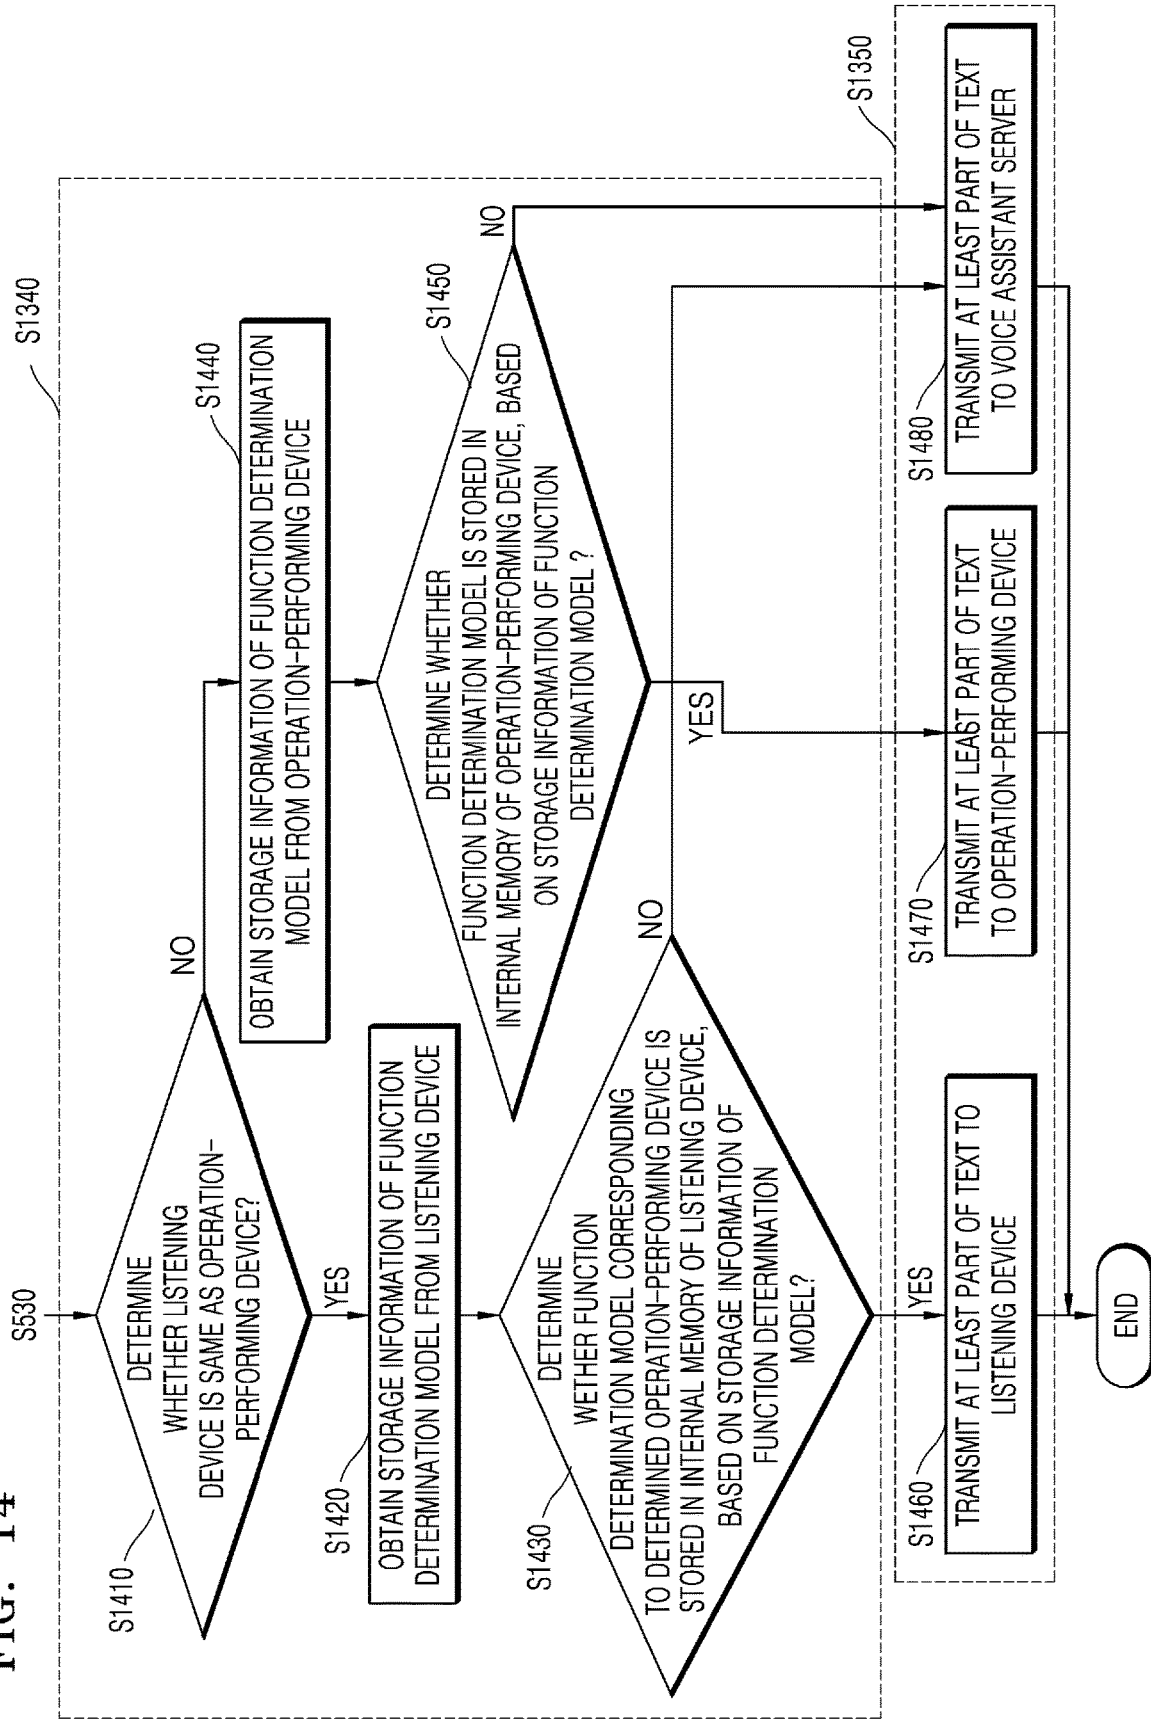 FIG. 14
S530
S1340
S1410
DETERMINE
WHETHER LISTENING
DEVICE IS SAME AS OPERATION-
PERFORMING DEVICE?
NO
YES
S1420
OBTAIN STORAGE INFORMATION OF FUNCTION
DETERMINATION MODEL FROM LISTENING DEVICE
S1440
OBTAIN STORAGE INFORMATION OF FUNCTION DETERMINATION
MODEL FROM OPERATION-PERFORMING DEVICE
S1430
DETERMINE
WETHER FUNCTION
DETERMINATION MODEL CORRESPONDING
TO DETERMINED OPERATION-PERFORMING DEVICE IS
STORED IN INTERNAL MEMORY OF LISTENING DEVICE,
BASED ON STORAGE INFORMATION OF
FUNCTION DETERMINATION
MODEL?
NO
YES
S1450
DETERMINE WHETHER
FUNCTION DETERMINATION MODEL IS STORED IN
INTERNAL MEMORY OF OPERATION-PERFORMING DEVICE, BASED
ON STORAGE INFORMATION OF FUNCTION
DETERMINATION MODEL?
NO
YES
S1350
S1460
TRANSMIT AT LEAST PART OF TEXT TO
LISTENING DEVICE
S1470
TRANSMIT AT LEAST PART OF TEXT
TO OPERATION-PERFORMING DEVICE
S1480
TRANSMIT AT LEAST PART OF TEXT
TO VOICE ASSISTANT SERVER
END